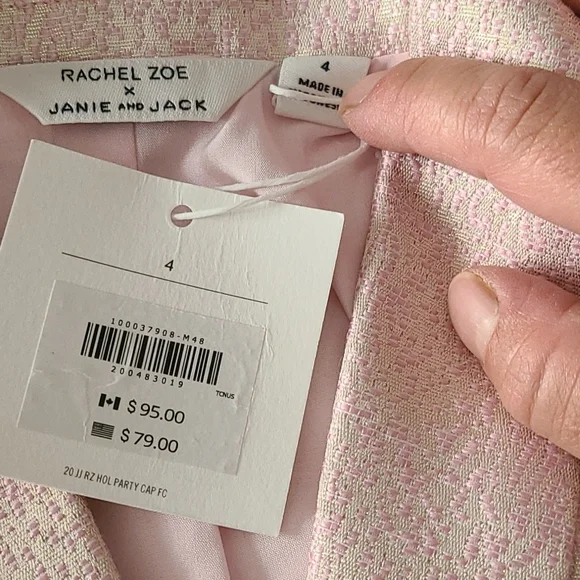 RACHEL ZOE
x
JANIE AND JACK
4
MADE IN
4
100037908-M48
200483019
TCNUS
$95.00
$79.00
20 JJ RZ HOL PARTY CAP FC